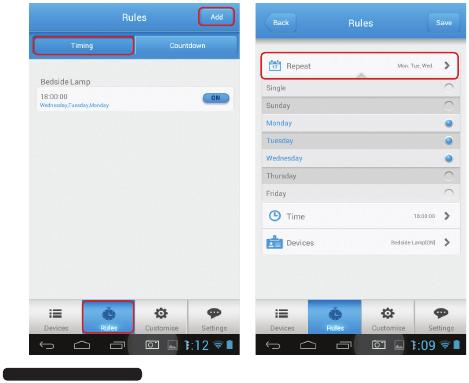 Rules
Add
Timing
Countdown
Bedside Lamp
18:00:00
ON
Wednesday,Tuesday,Monday
Devices
Rules
Customise
Settings
1:12
Back
Rules
Save
Repeat
Mon, Tue, Wed,
Single
Sunday
Monday
Tuesday
Wednesday
Thursday
Friday
Time
18:00:00
Devices
Bedside Lamp[ON]
Devices
Rules
Customise
Settings
1:09